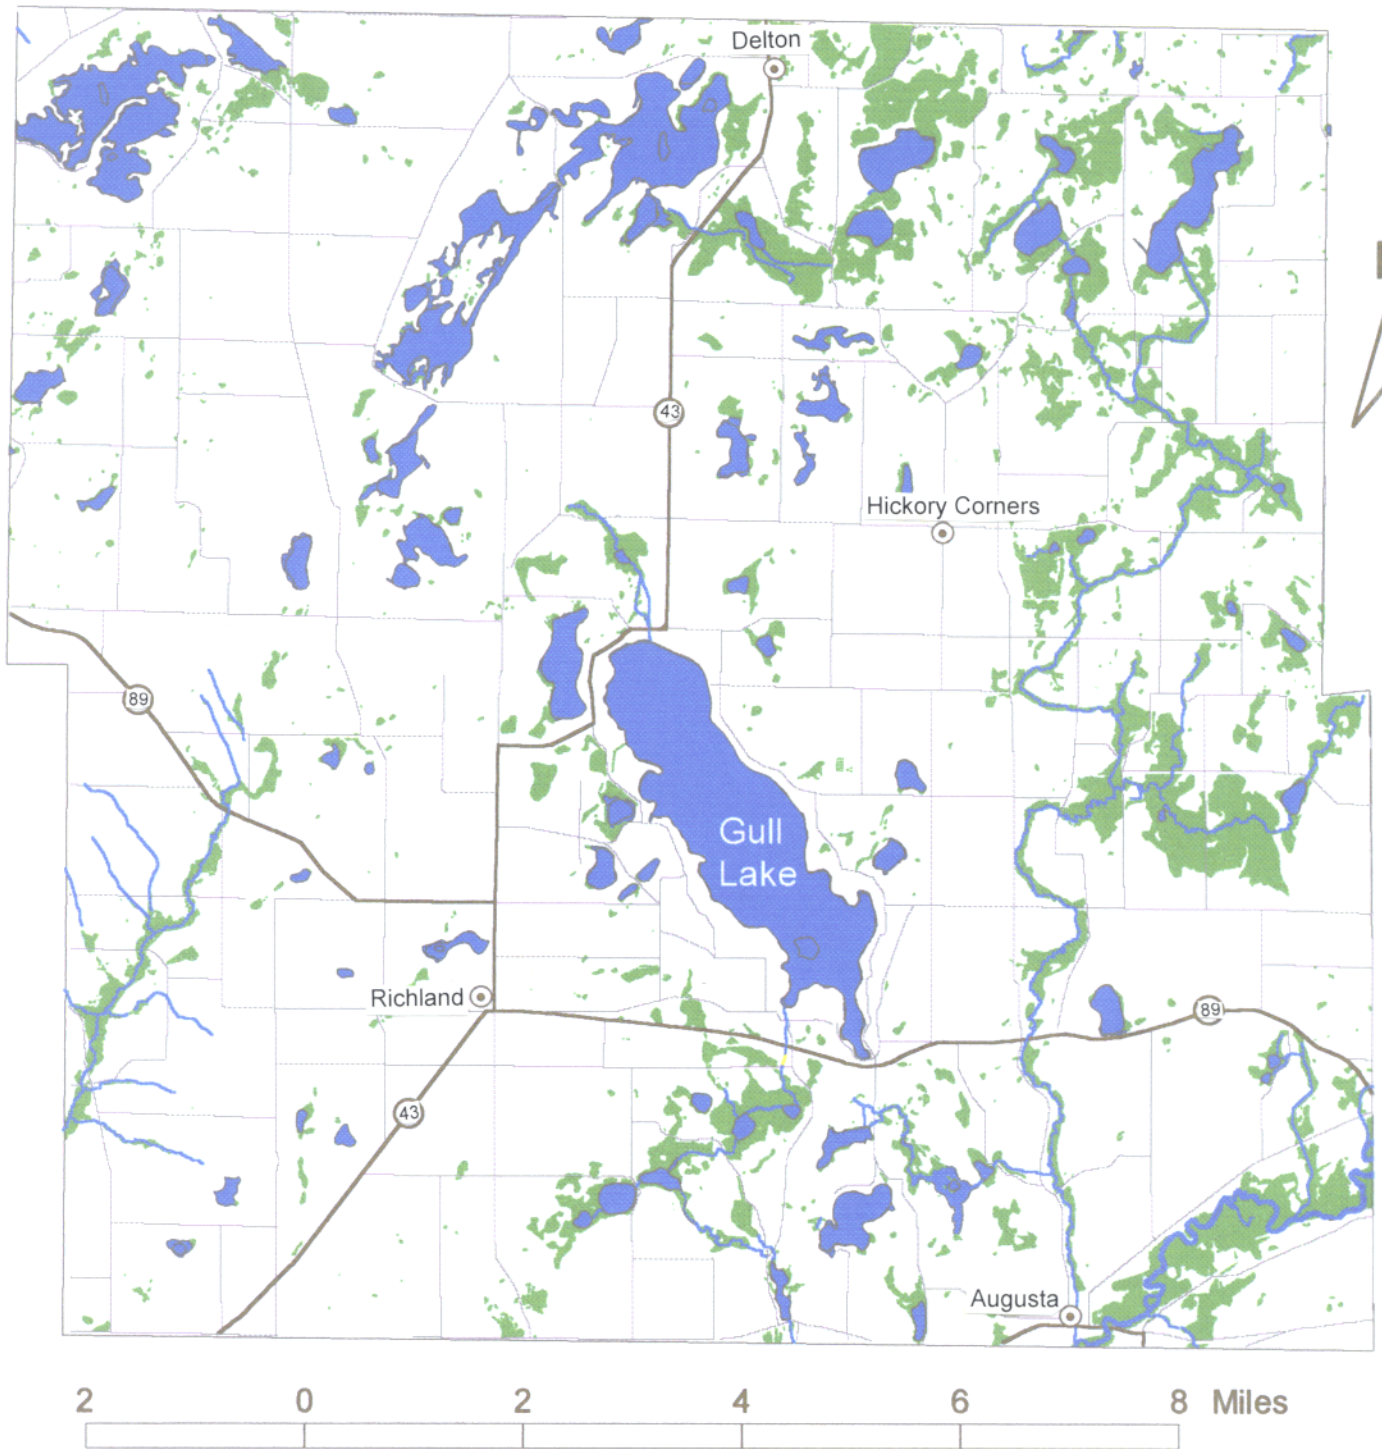 Delton
43
Hickory Corners
89
Gull
Lake
Richland
89
43
Augusta
2 0 2 4 6 8 Miles